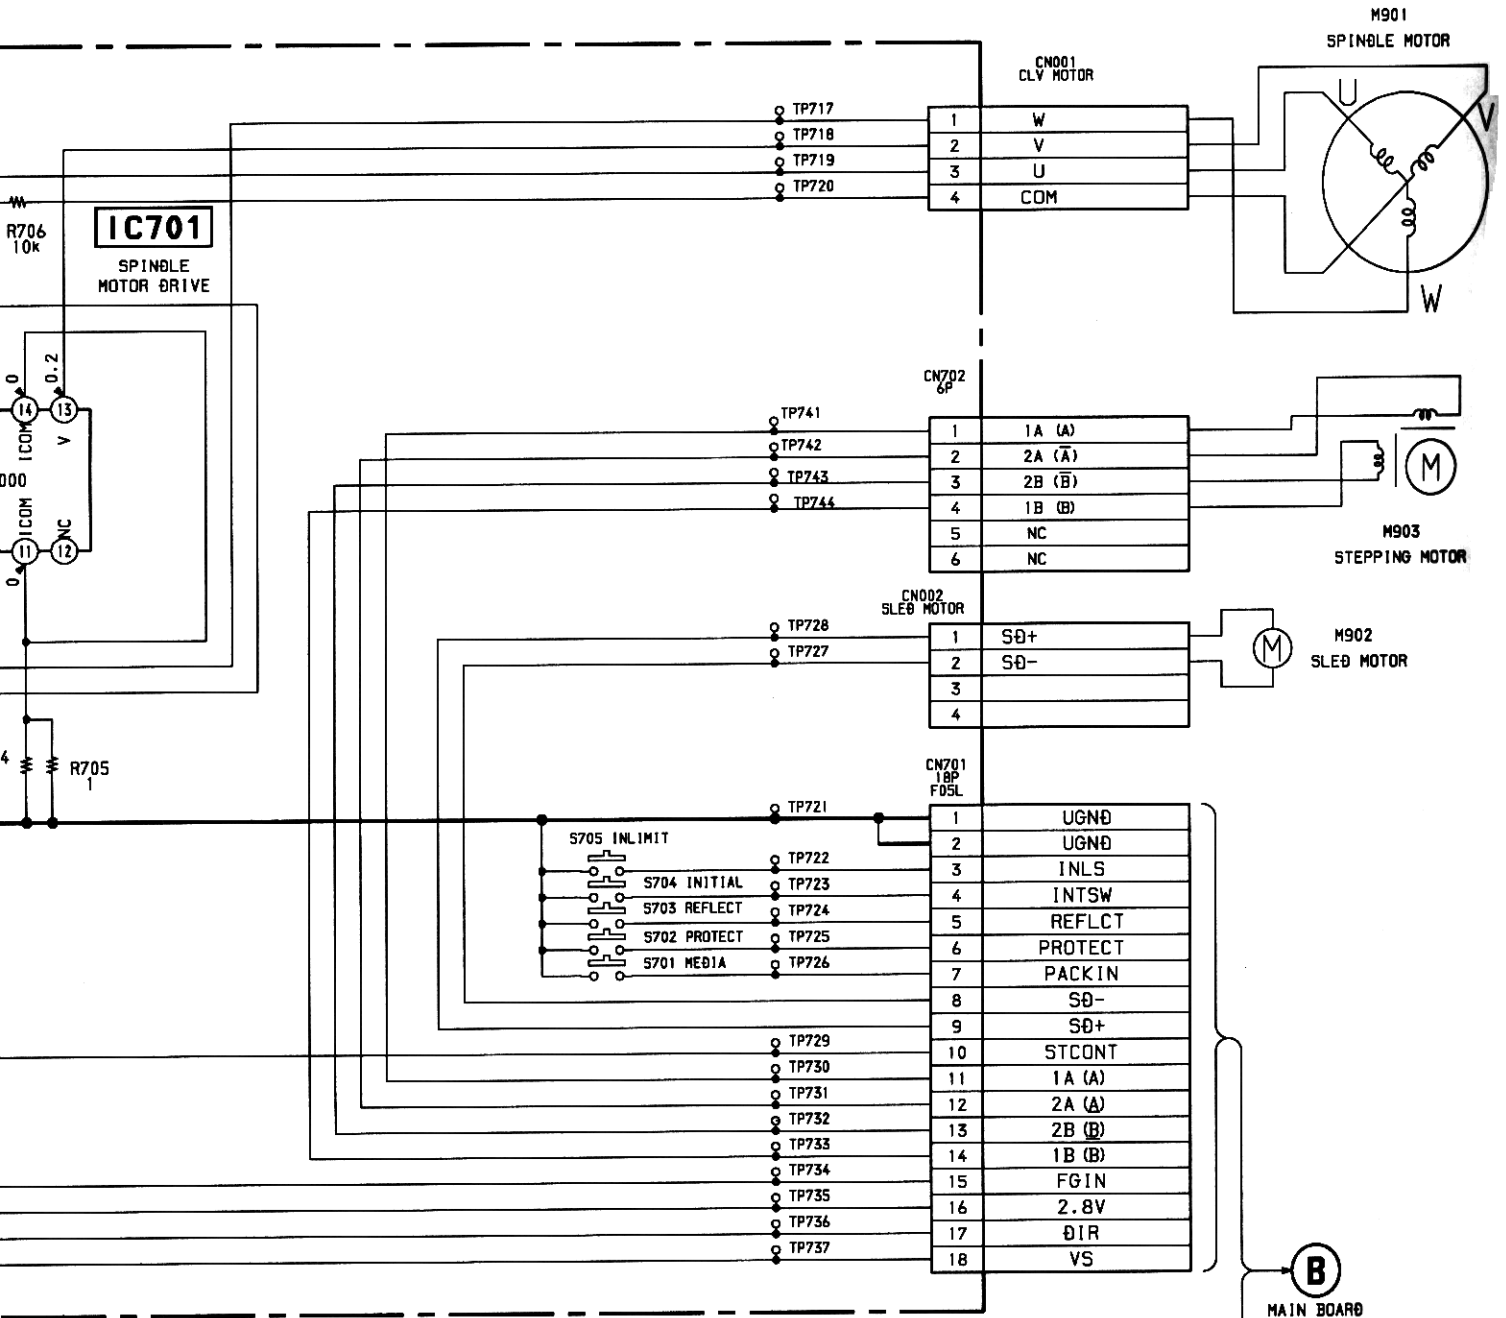 M901
SPINDLE MOTOR
CN001
CLV MOTOR
U
V
W
TP717
TP718
TP719
TP720
1 W
2 V
3 U
4 COM
R706
10k
IC701
SPINDLE
MOTOR DRIVE
0
0.2
14
13
ICOM
V
000
ICOM
NC
11
12
0
CN702
6P
TP741
TP742
TP743
TP744
1 1A (A)
2 2A (A̅)
3 2B (B̅)
4 1B (B)
5 NC
6 NC
M
M903
STEPPING MOTOR
CN002
SLED MOTOR
TP728
TP727
1 SD+
2 SD-
3
4
M
M902
SLED MOTOR
4
R705
1
CN701
18P
F05L
TP721
S705 INLIMIT
TP722
S704 INITIAL TP723
S703 REFLECT TP724
S702 PROTECT TP725
S701 MEDIA TP726
TP729
TP730
TP731
TP732
TP733
TP734
TP735
TP736
TP737
1 UGND
2 UGND
3 INLS
4 INTSW
5 REFLCT
6 PROTECT
7 PACKIN
8 SD-
9 SD+
10 STCONT
11 1A (A)
12 2A (A̲)
13 2B (B̲)
14 1B (B)
15 FGIN
16 2.8V
17 DIR
18 VS
B
MAIN BOARD